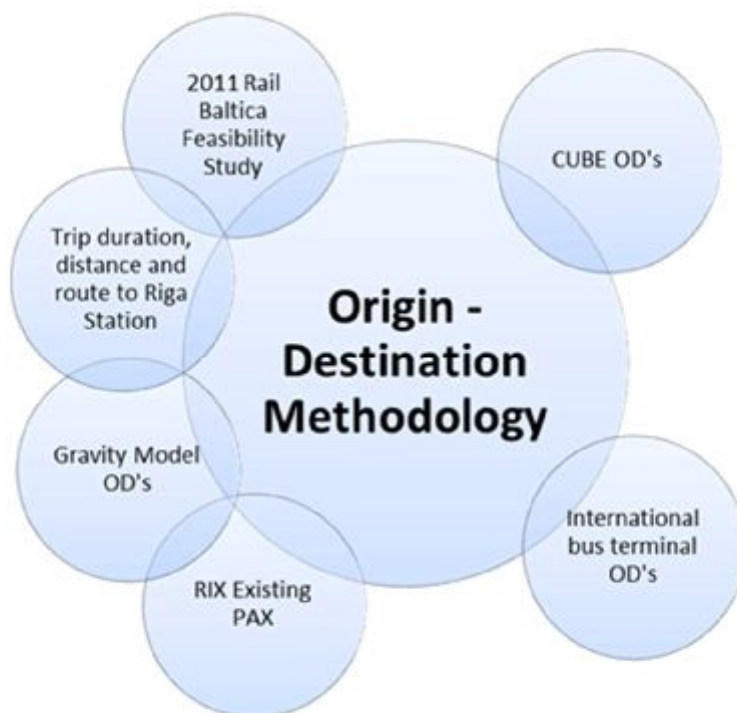 2011 Rail
Baltica
Feasibility
Study
CUBE OD's
Trip duration,
distance and
route to Riga
Station
Origin -
Destination
Methodology
Gravity Model
OD's
International
bus terminal
OD's
RIX Existing
PAX